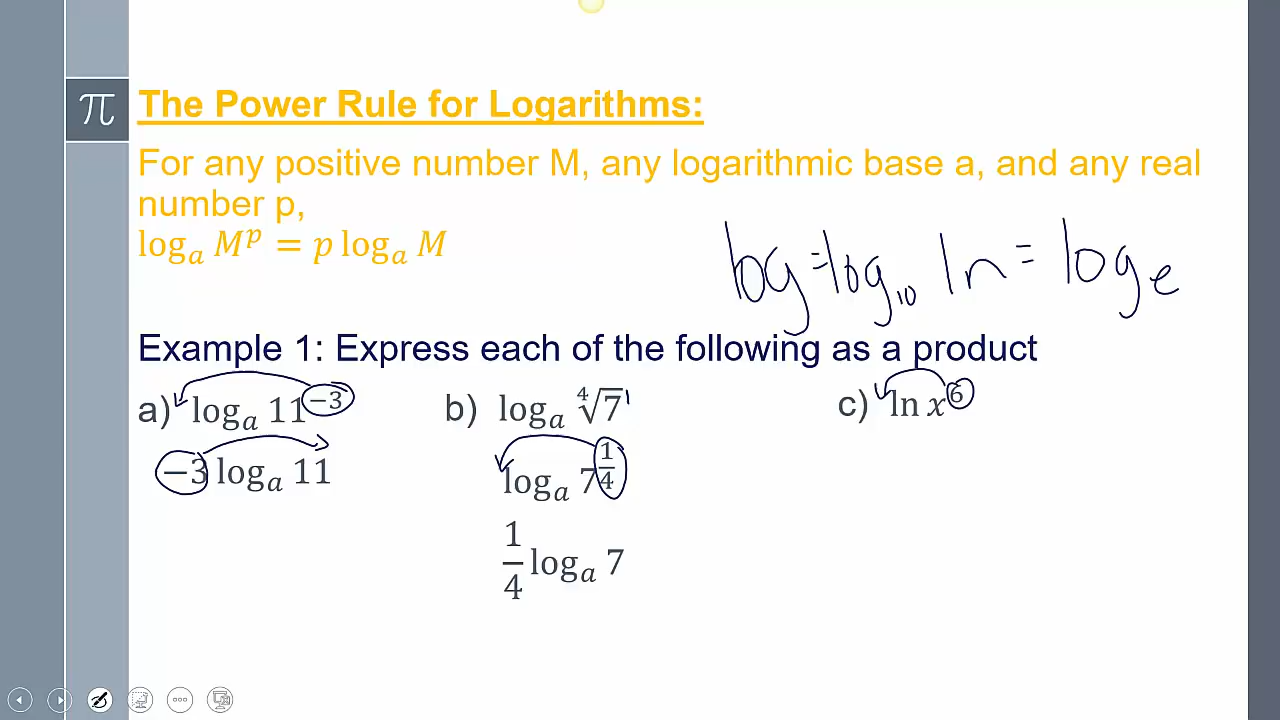 π
The Power Rule for Logarithms:
For any positive number M, any logarithmic base a, and any real
number p,
logₐ Mᵖ = p logₐ M
log = log₁₀ ln = logₑ
Example 1: Express each of the following as a product
a) logₐ 11⁻³ b) logₐ ⁴√7¹ c) ln x⁶
−3 logₐ 11 logₐ 7^(1/4)
1/4 logₐ 7